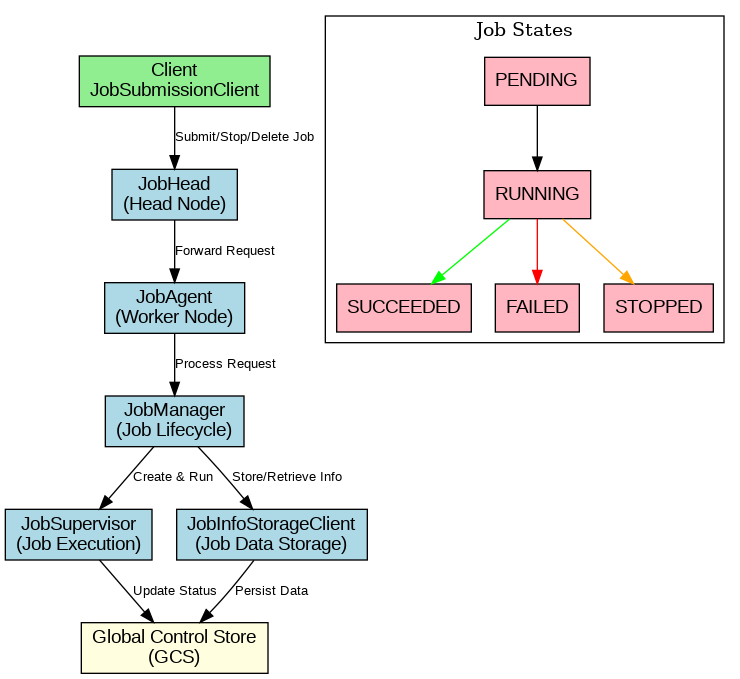 Client
JobSubmissionClient
Submit/Stop/Delete Job
JobHead
(Head Node)
Forward Request
JobAgent
(Worker Node)
Process Request
JobManager
(Job Lifecycle)
Create & Run
Store/Retrieve Info
JobSupervisor
(Job Execution)
JobInfoStorageClient
(Job Data Storage)
Update Status
Persist Data
Global Control Store
(GCS)
Job States
PENDING
RUNNING
SUCCEEDED
FAILED
STOPPED